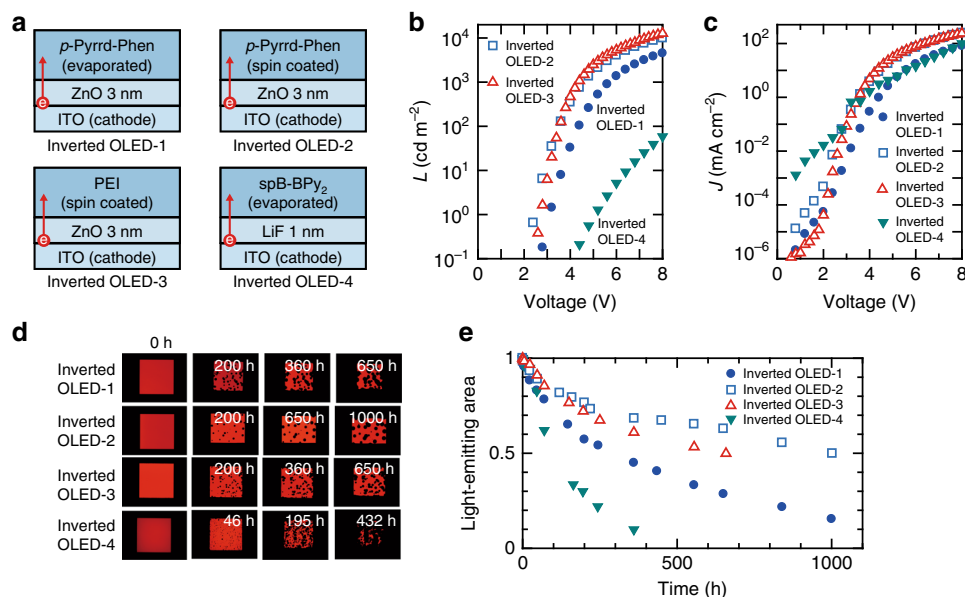 a
p-Pyrrd-Phen
(evaporated)
ZnO 3 nm
e
ITO (cathode)
Inverted OLED-1
p-Pyrrd-Phen
(spin coated)
ZnO 3 nm
e
ITO (cathode)
Inverted OLED-2
PEI
(spin coated)
ZnO 3 nm
e
ITO (cathode)
Inverted OLED-3
spB-BPy2
(evaporated)
LiF 1 nm
e
ITO (cathode)
Inverted OLED-4
b
L (cd m−2)
10^4
10^3
10^2
10^1
10^0
10^−1
Inverted
OLED-2
Inverted
OLED-3
Inverted
OLED-1
Inverted
OLED-4
0 2 4 6 8
Voltage (V)
c
J (mA cm−2)
10^2
10^0
10^−2
10^−4
10^−6
Inverted
OLED-1
Inverted
OLED-2
Inverted
OLED-3
Inverted
OLED-4
0 2 4 6 8
Voltage (V)
d
0 h
Inverted
OLED-1
200 h 360 h 650 h
Inverted
OLED-2
200 h 650 h 1000 h
Inverted
OLED-3
200 h 360 h 650 h
Inverted
OLED-4
46 h 195 h 432 h
e
Light-emitting area
1
0.5
0
Inverted OLED-1
Inverted OLED-2
Inverted OLED-3
Inverted OLED-4
0 500 1000
Time (h)